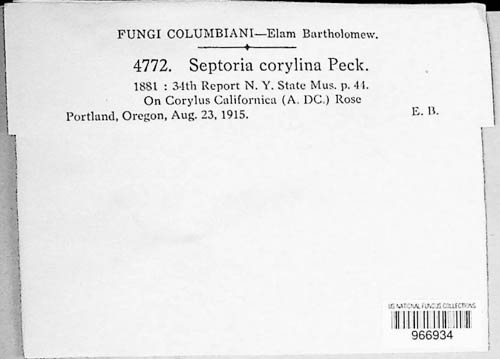 FUNGI COLUMBIANI—Elam Bartholomew.
4772. Septoria corylina Peck.
1881 : 34th Report N. Y. State Mus. p. 44.
On Corylus Californica (A. DC.) Rose
Portland, Oregon, Aug. 23, 1915. E. B.
US NATIONAL FUNGUS COLLECTIONS
966934